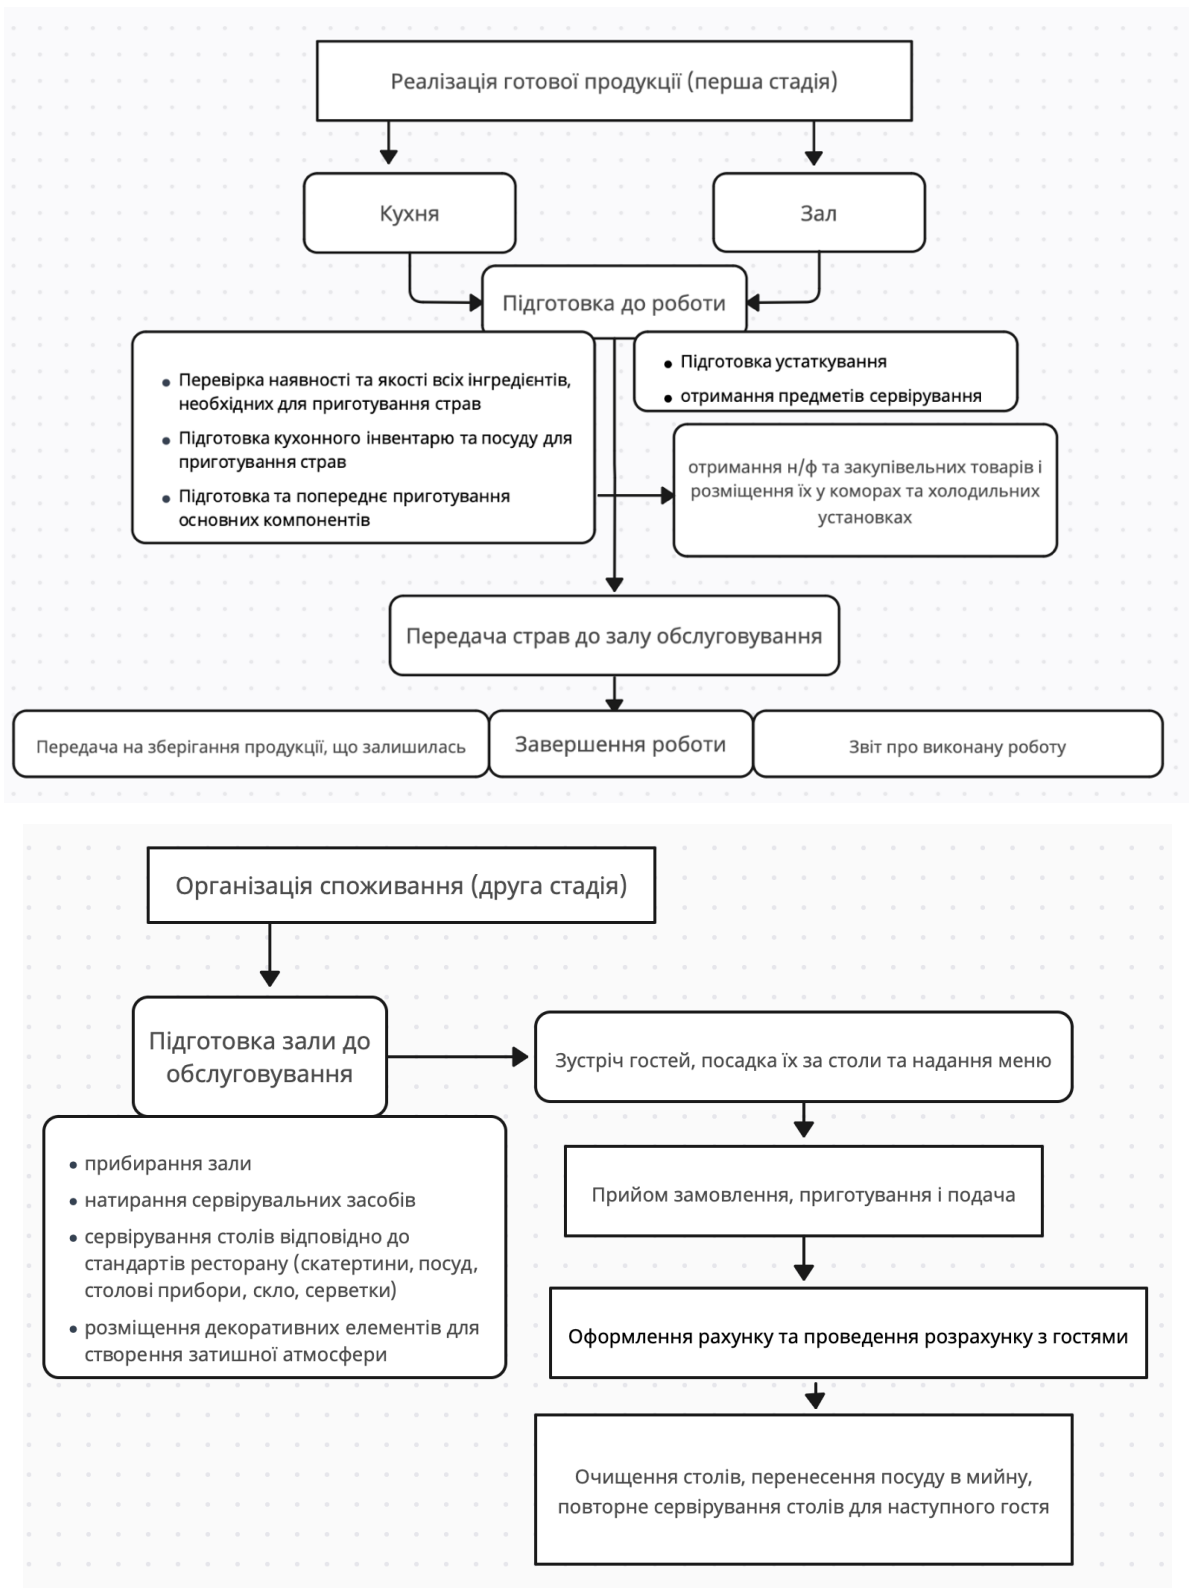 Реалізація готової продукції (перша стадія)
Кухня
Зал
Підготовка до роботи
• Перевірка наявності та якості всіх інгредієнтів,
необхідних для приготування страв
• Підготовка кухонного інвентарю та посуду для
приготування страв
• Підготовка та попереднє приготування
основних компонентів
• Підготовка устаткування
• отримання предметів сервірування
отримання н/ф та закупівельних товарів і
розміщення їх у коморах та холодильних
установках
Передача страв до залу обслуговування
Передача на зберігання продукції, що залишилась
Завершення роботи
Звіт про виконану роботу
Організація споживання (друга стадія)
Підготовка зали до
обслуговування
• прибирання зали
• натирання сервірувальних засобів
• сервірування столів відповідно до
стандартів ресторану (скатертини, посуд,
столові прибори, скло, серветки)
• розміщення декоративних елементів для
створення затишної атмосфери
Зустріч гостей, посадка їх за столи та надання меню
Прийом замовлення, приготування і подача
Оформлення рахунку та проведення розрахунку з гостями
Очищення столів, перенесення посуду в мийну,
повторне сервірування столів для наступного гостя